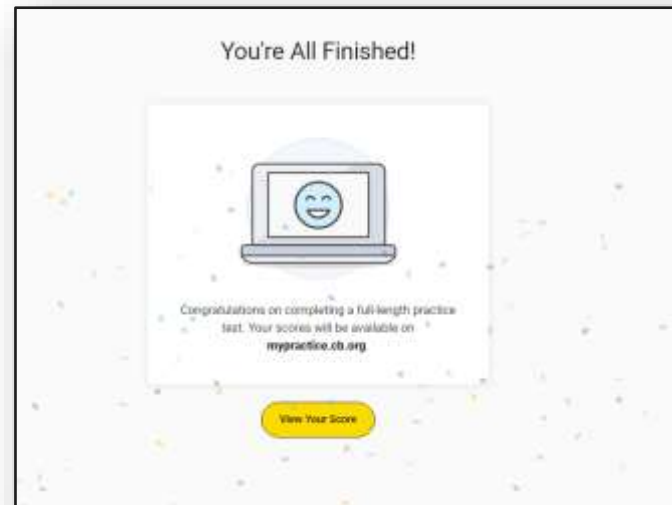 You're All Finished!
Congratulations on completing a full-length practice
test. Your scores will be available on
mypractice.cb.org
View Your Score